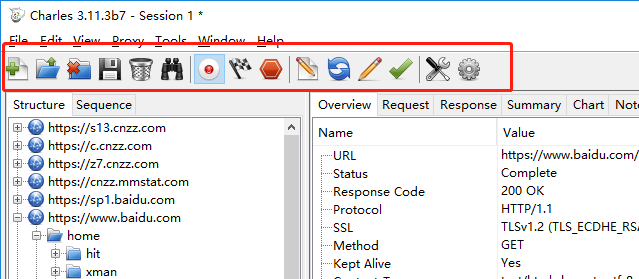 Charles 3.11.3b7 - Session 1 *
File Edit View Proxy Tools Window Help
Structure Sequence
Overview Request Response Summary Chart Note
https://s13.cnzz.com
https://c.cnzz.com
https://z7.cnzz.com
https://cnzz.mmstat.com
https://sp1.baidu.com
https://www.baidu.com
home
hit
xman
Name Value
URL https://www.baidu.com/
Status Complete
Response Code 200 OK
Protocol HTTP/1.1
SSL TLSv1.2 (TLS_ECDHE_RSA
Method GET
Kept Alive Yes